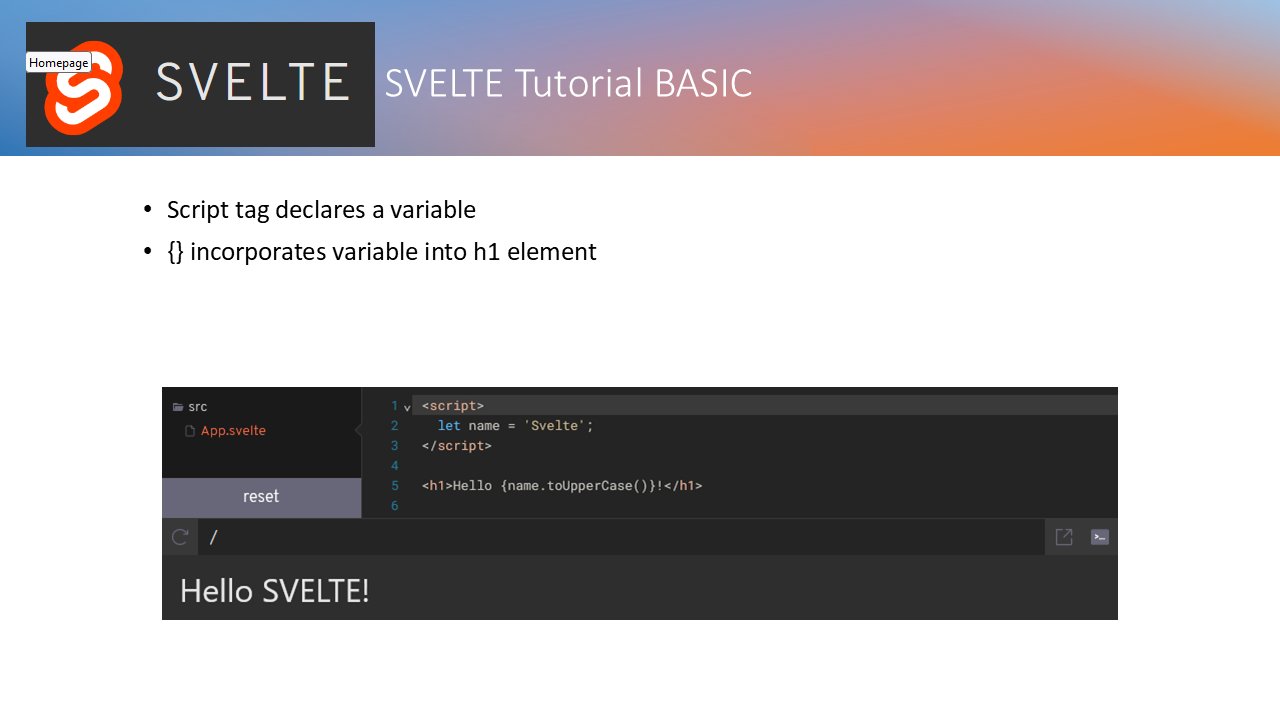 Homepage
SVELTE
SVELTE Tutorial BASIC
• Script tag declares a variable
• {} incorporates variable into h1 element
src
App.svelte
reset
1 <script>
2 let name = 'Svelte';
3 </script>
4
5 <h1>Hello {name.toUpperCase()}!</h1>
6
/
Hello SVELTE!